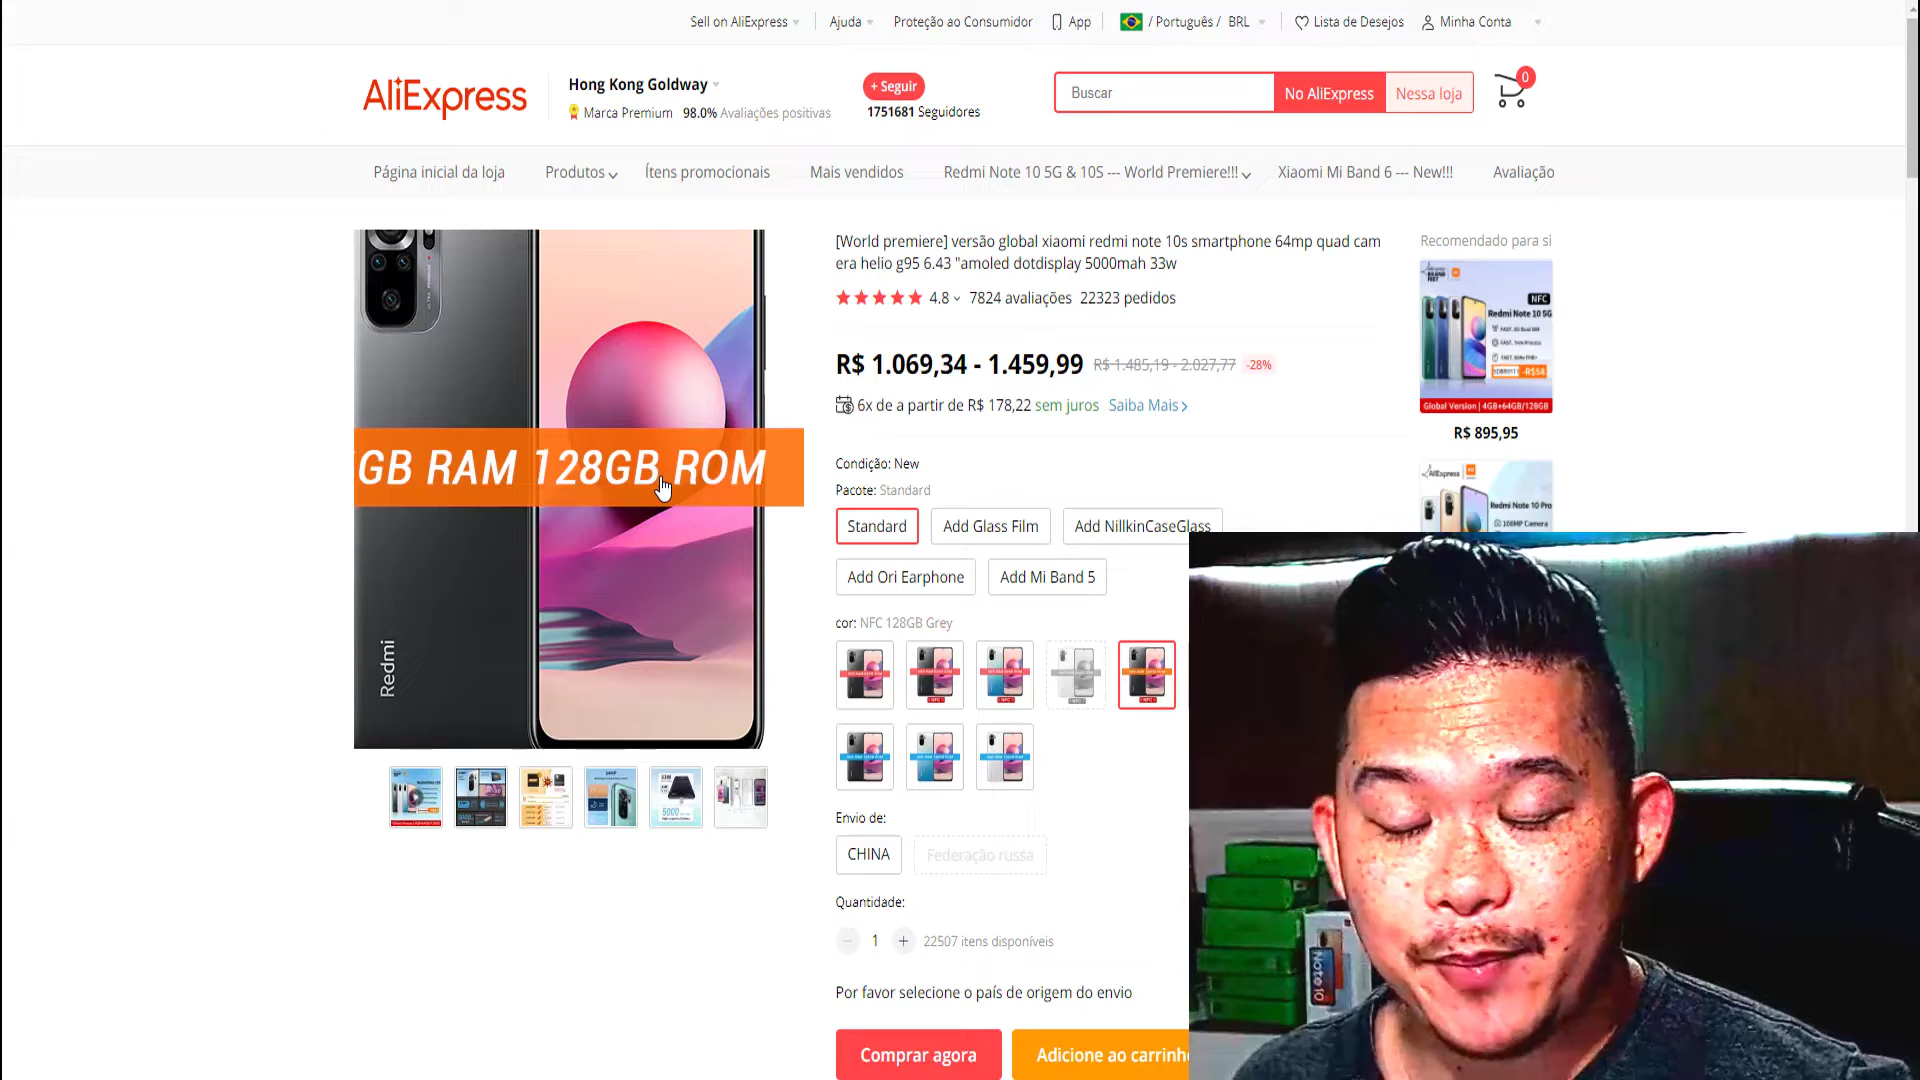 Sell on AliExpress
Ajuda
Proteção ao Consumidor
App
/ Português / BRL
Lista de Desejos
Minha Conta
AliExpress
Hong Kong Goldway
Marca Premium 98.0% Avaliações positivas
+ Seguir
1751681 Seguidores
Buscar
No AliExpress
Nessa loja
0
Página inicial da loja
Produtos
Ítens promocionais
Mais vendidos
Redmi Note 10 5G & 10S --- World Premiere!!!
Xiaomi Mi Band 6 --- New!!!
Avaliação
GB RAM 128GB ROM
Redmi
[World premiere] versão global xiaomi redmi note 10s smartphone 64mp quad cam
era helio g95 6.43 "amoled dotdisplay 5000mah 33w
4.8 7824 avaliações 22323 pedidos
R$ 1.069,34 - 1.459,99 R$ 1.485,19 - 2.027,77 -28%
6x de a partir de R$ 178,22 sem juros Saiba Mais
Condição: New
Pacote: Standard
Standard
Add Glass Film
Add NillkinCaseGlass
Add Ori Earphone
Add Mi Band 5
cor: NFC 128GB Grey
Envio de:
CHINA
Federação russa
Quantidade:
1
22507 itens disponíveis
Por favor selecione o país de origem do envio
Comprar agora
Adicione ao carrinh
Recomendado para si
NFC
Redmi Note 10 5G
Global Version | 4GB+64GB/128GB
R$ 895,95
AliExpress
Redmi Note 10 Pro
108MP Camera
Note 10